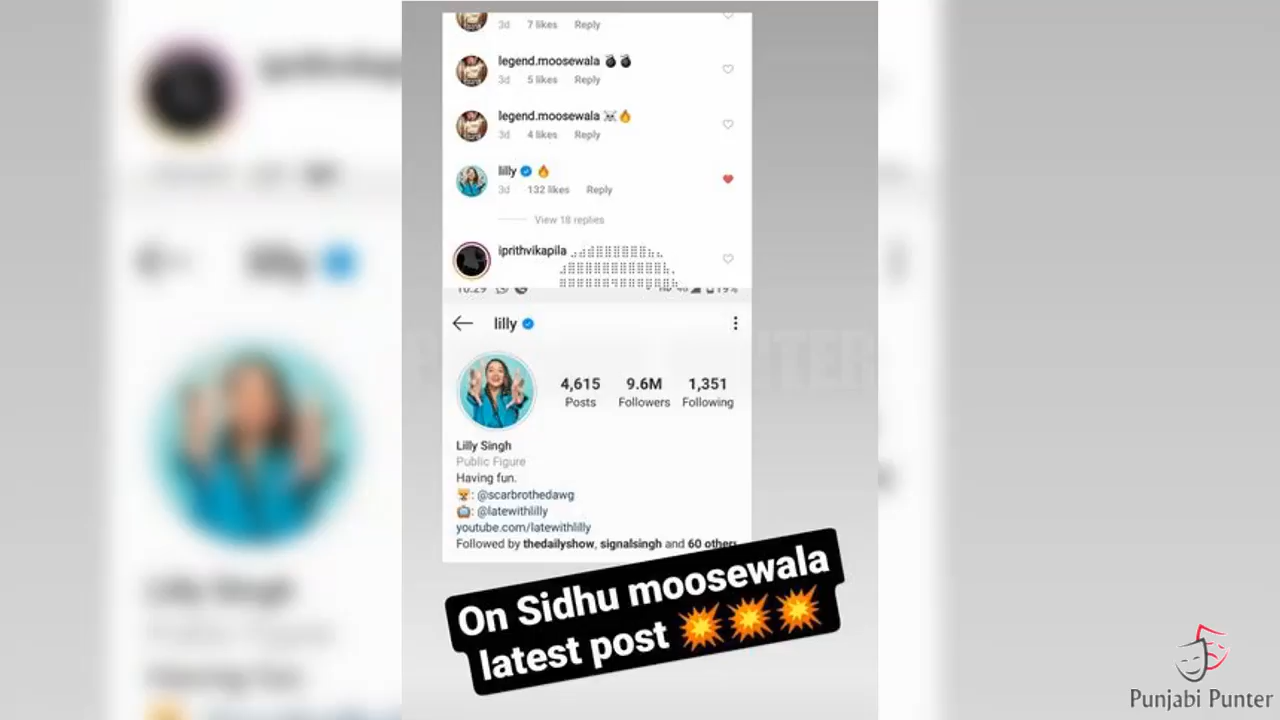 3d 7 likes Reply
legend.moosewala 💣💣
3d 5 likes Reply
legend.moosewala ☠️🔥
3d 4 likes Reply
lilly 🔥
3d 132 likes Reply
View 18 replies
iprithvikapila
lilly
4,615 9.6M 1,351
Posts Followers Following
Lilly Singh
Public Figure
Having fun.
🐶: @scarbrothedawg
📺: @latewithlilly
youtube.com/latewithlilly
Followed by thedailyshow, signalsingh and 60 others
On Sidhu moosewala
latest post 💥💥💥
Punjabi Punter